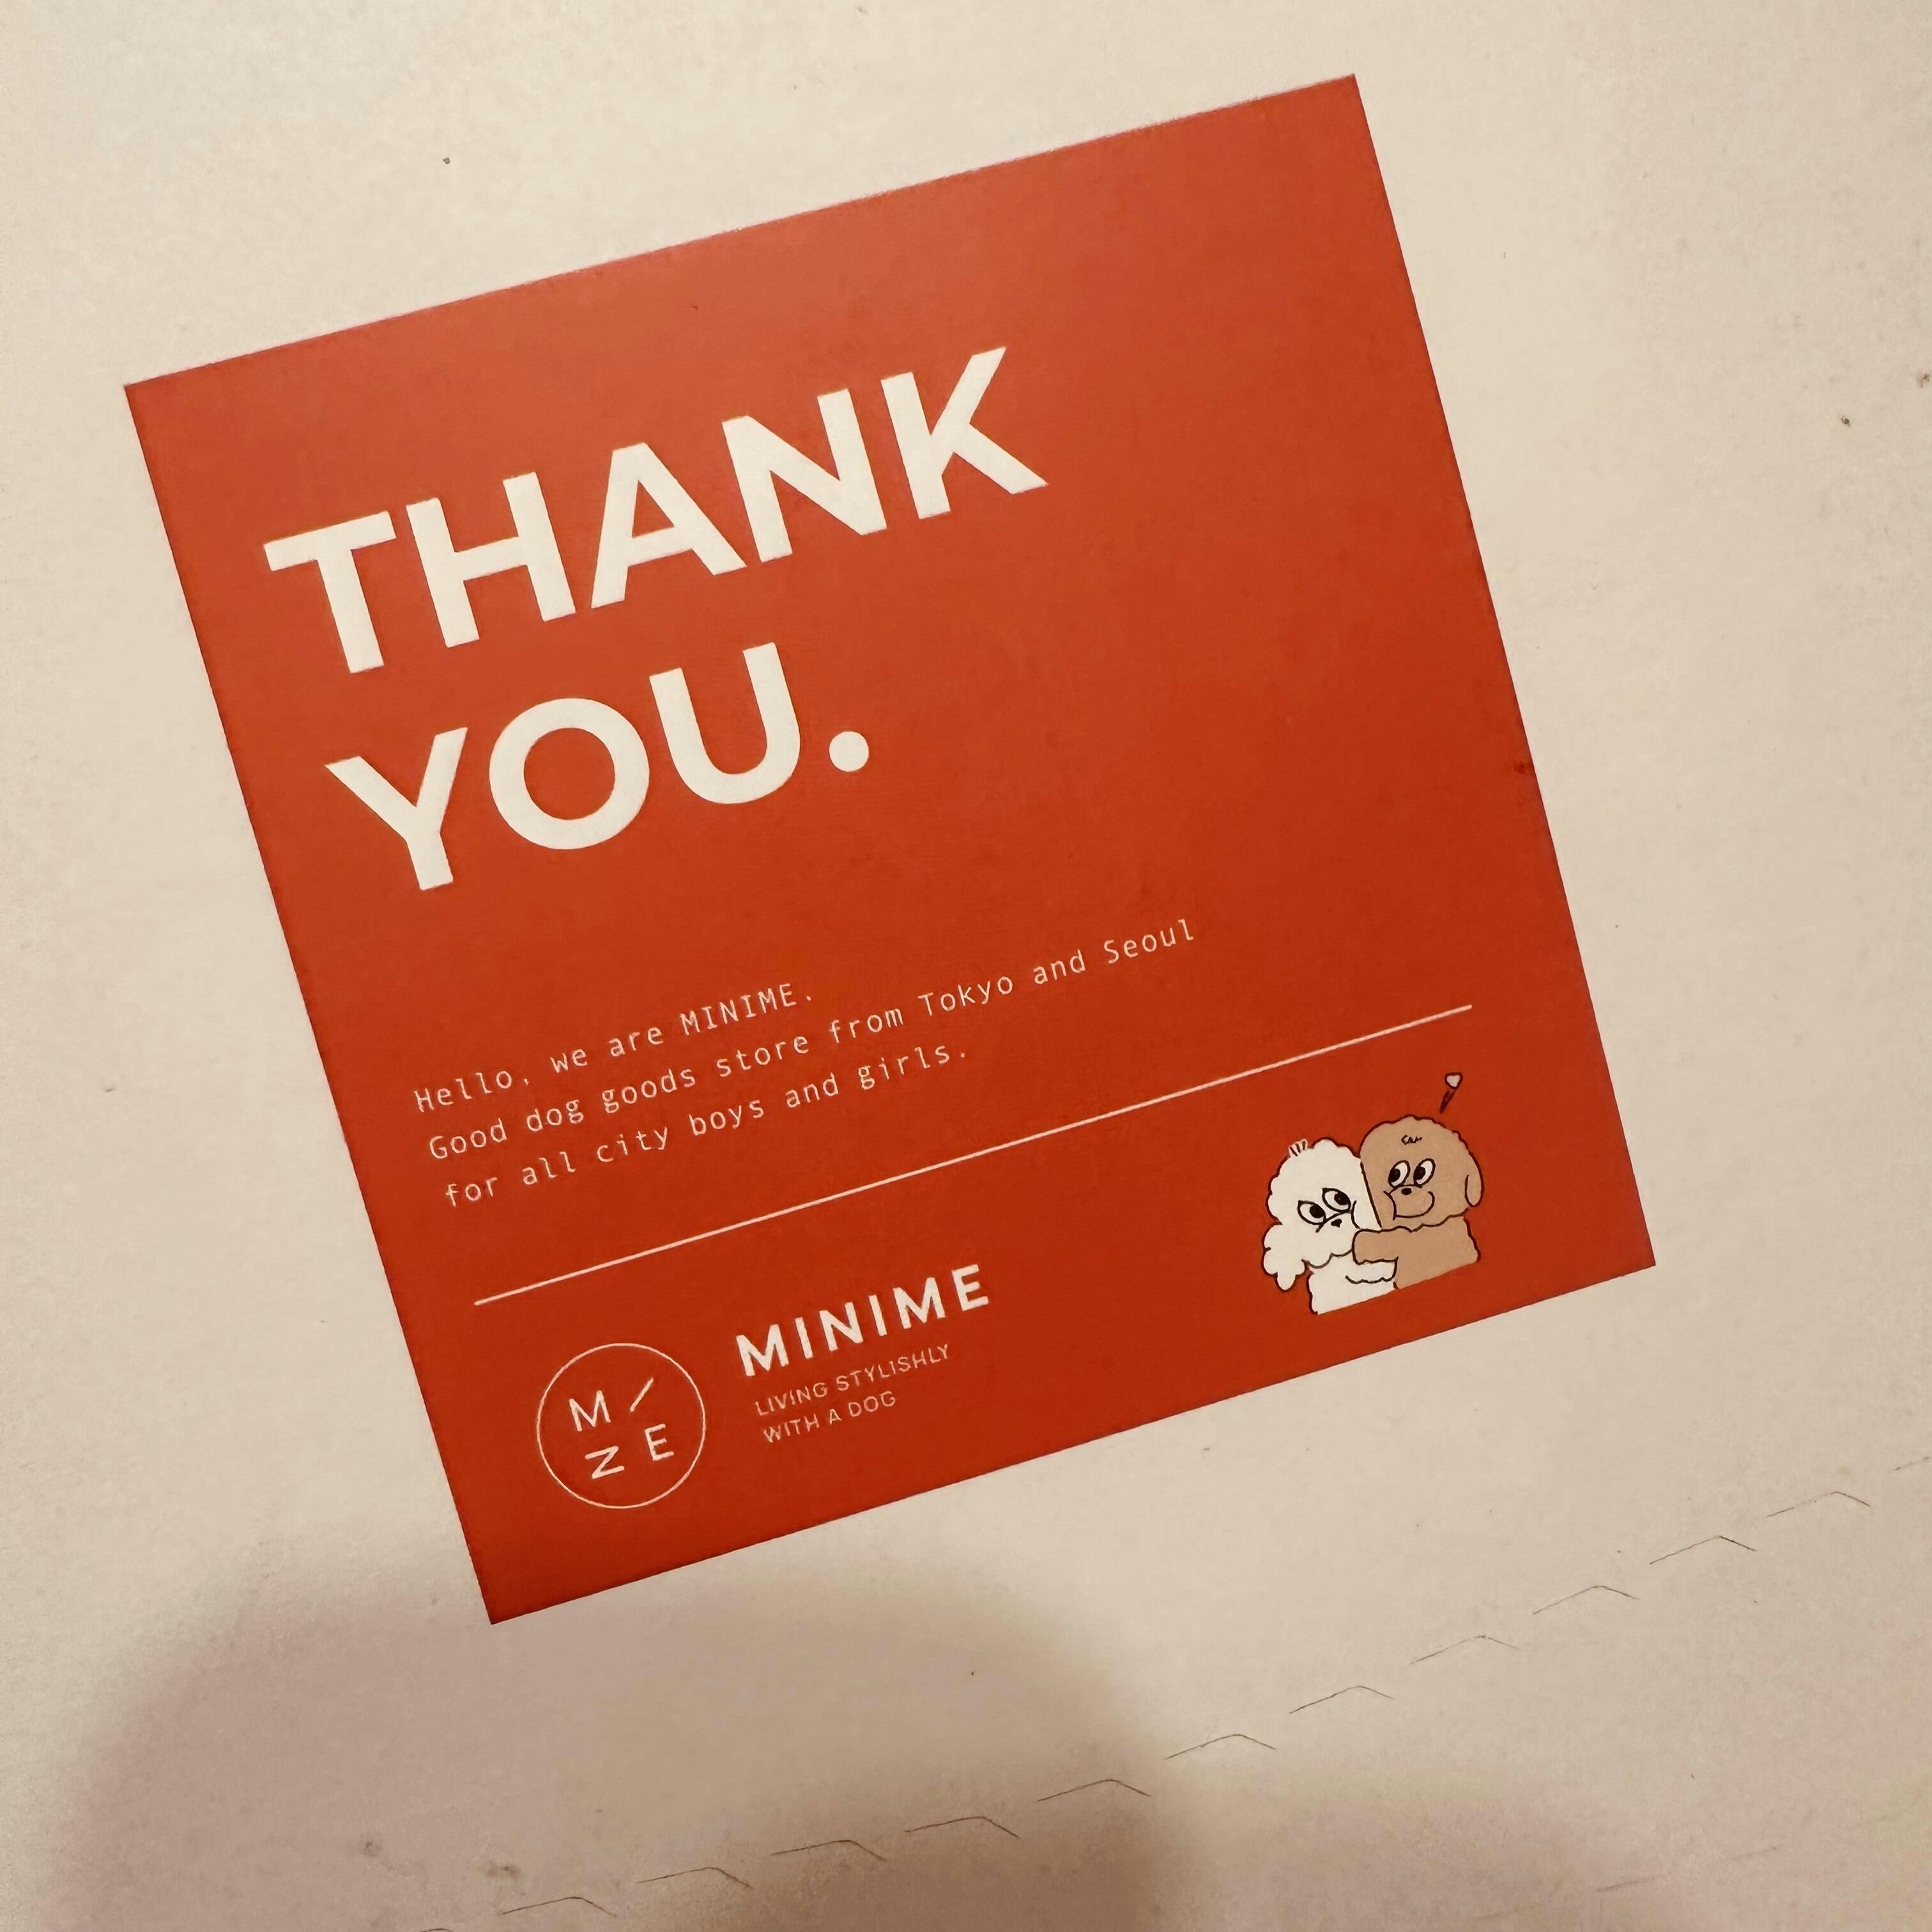 THANK
YOU.
Hello, we are MINIME.
Good dog goods store from Tokyo and Seoul
for all city boys and girls.
M / Z E
MINIME
LIVING STYLISHLY
WITH A DOG